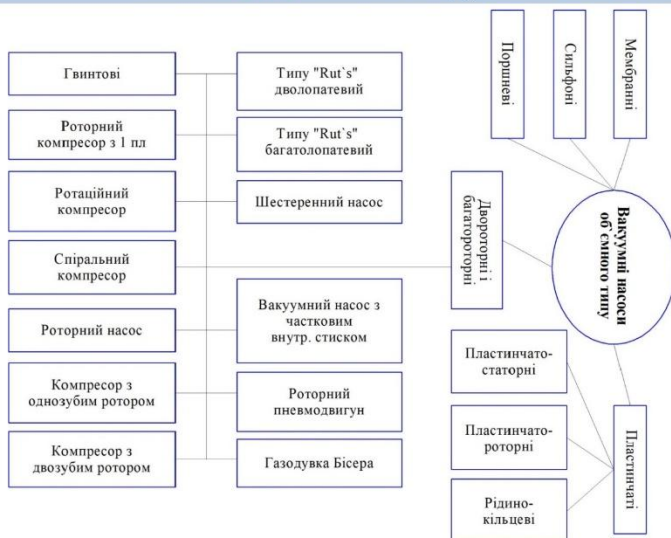 Гвинтові
Роторний
компресор з 1 пл
Ротаційний
компресор
Спіральний
компресор
Роторний насос
Компресор з
однозубим ротором
Компресор з
двозубим ротором
Типу "Rut`s"
дволопатевий
Типу "Rut`s"
багатолопатевий
Шестеренний насос
Вакуумний насос з
частковим
внутр. стиском
Роторний
пневмодвигун
Газодувка Бісера
Двороторні і
багатороторні
Поршневі
Сильфоні
Мембранні
Вакуумні насоси
об`ємного типу
Пластинчато-
статорні
Пластинчато-
роторні
Рідино-
кільцеві
Пластинчаті